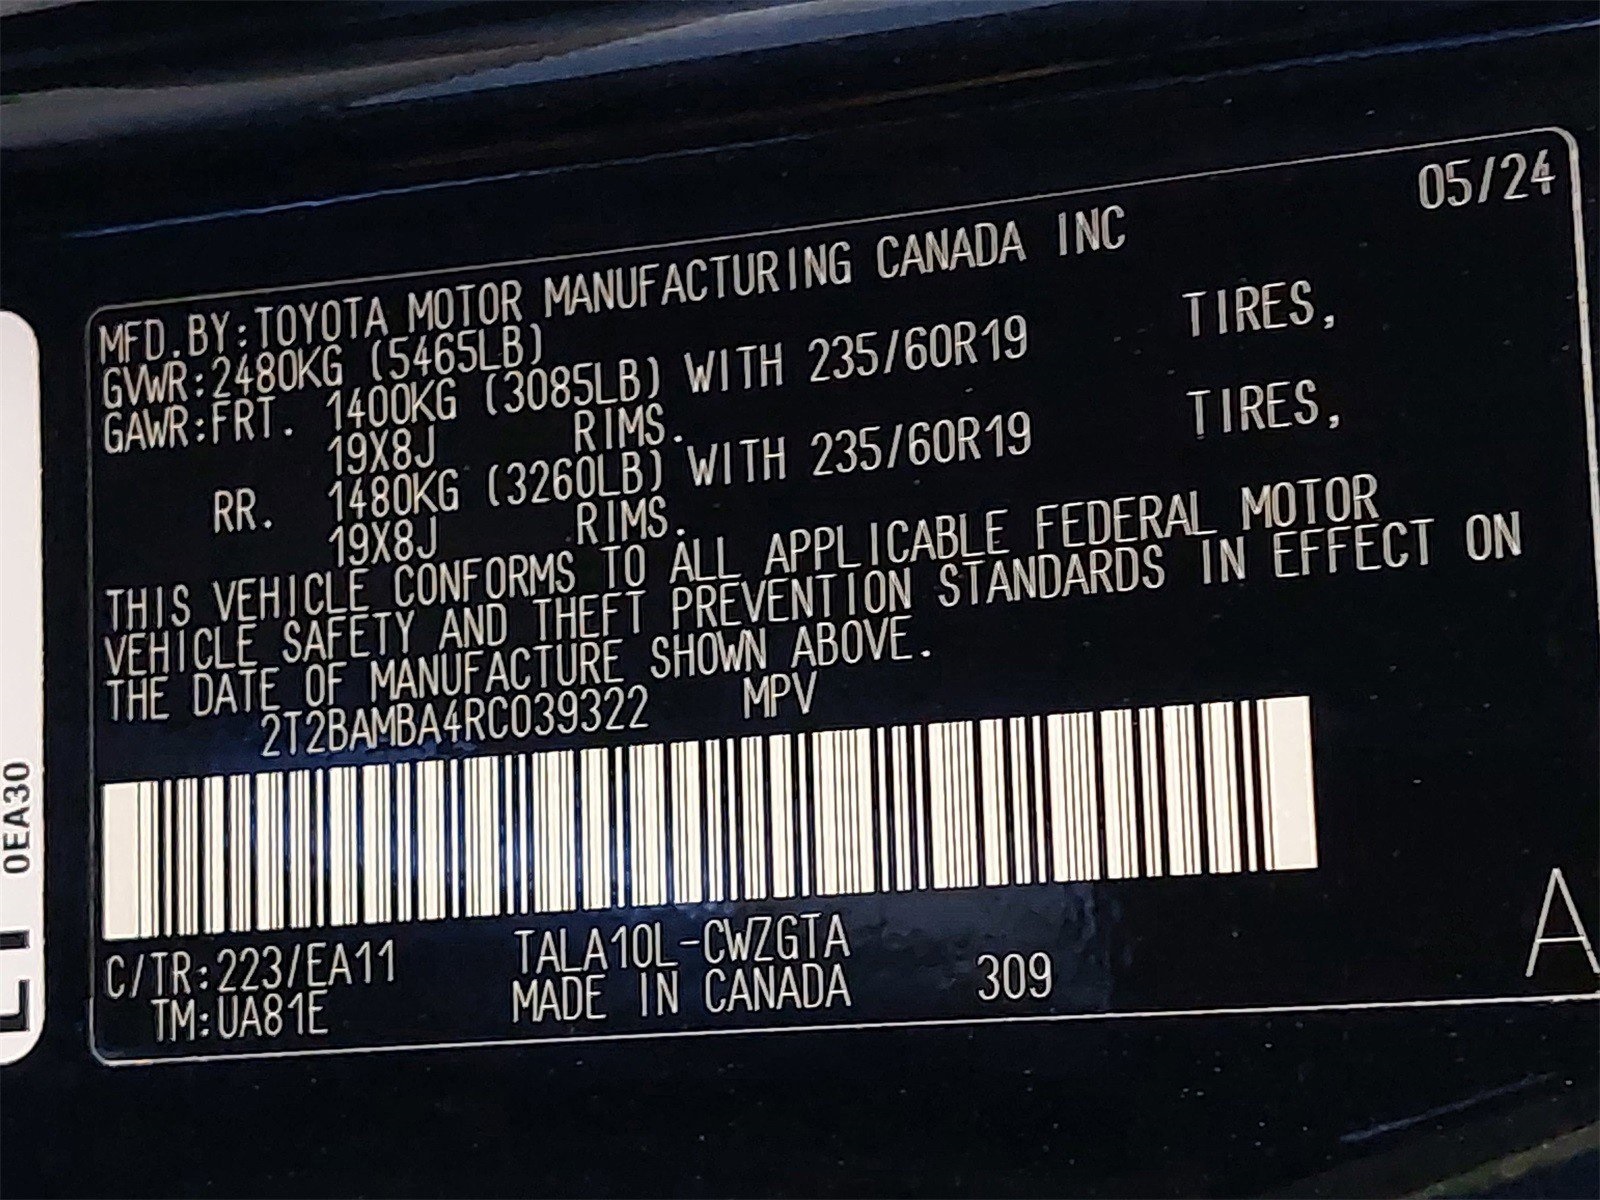 05/24
MFD.BY:TOYOTA MOTOR MANUFACTURING CANADA INC
GVWR:2480KG (5465LB)
GAWR:FRT. 1400KG (3085LB) WITH 235/60R19 TIRES,
19X8J RIMS.
RR. 1480KG (3260LB) WITH 235/60R19 TIRES,
19X8J RIMS.
THIS VEHICLE CONFORMS TO ALL APPLICABLE FEDERAL MOTOR
VEHICLE SAFETY AND THEFT PREVENTION STANDARDS IN EFFECT ON
THE DATE OF MANUFACTURE SHOWN ABOVE.
2T2BAMBA4RC039322 MPV
C/TR:223/EA11 TALA10L-CWZGTA
TM:UA81E MADE IN CANADA 309
A
0EA30